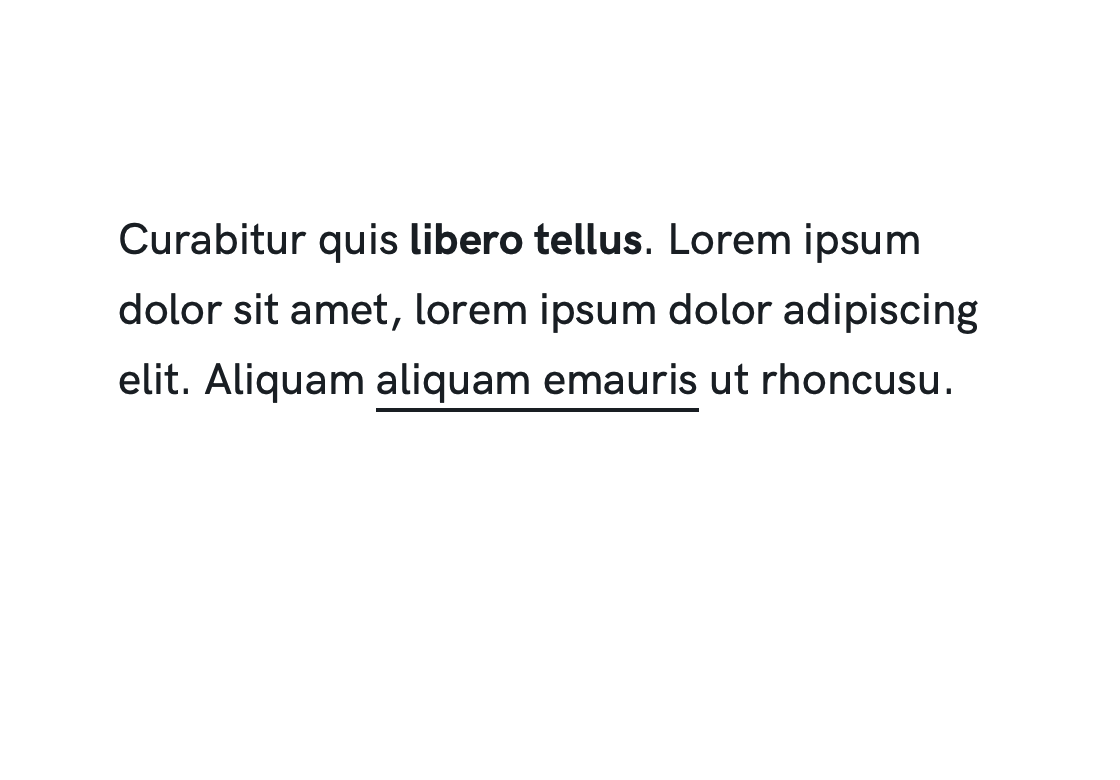 Curabitur quis libero tellus. Lorem ipsum
dolor sit amet, lorem ipsum dolor adipiscing
elit. Aliquam aliquam emauris ut rhoncusu.